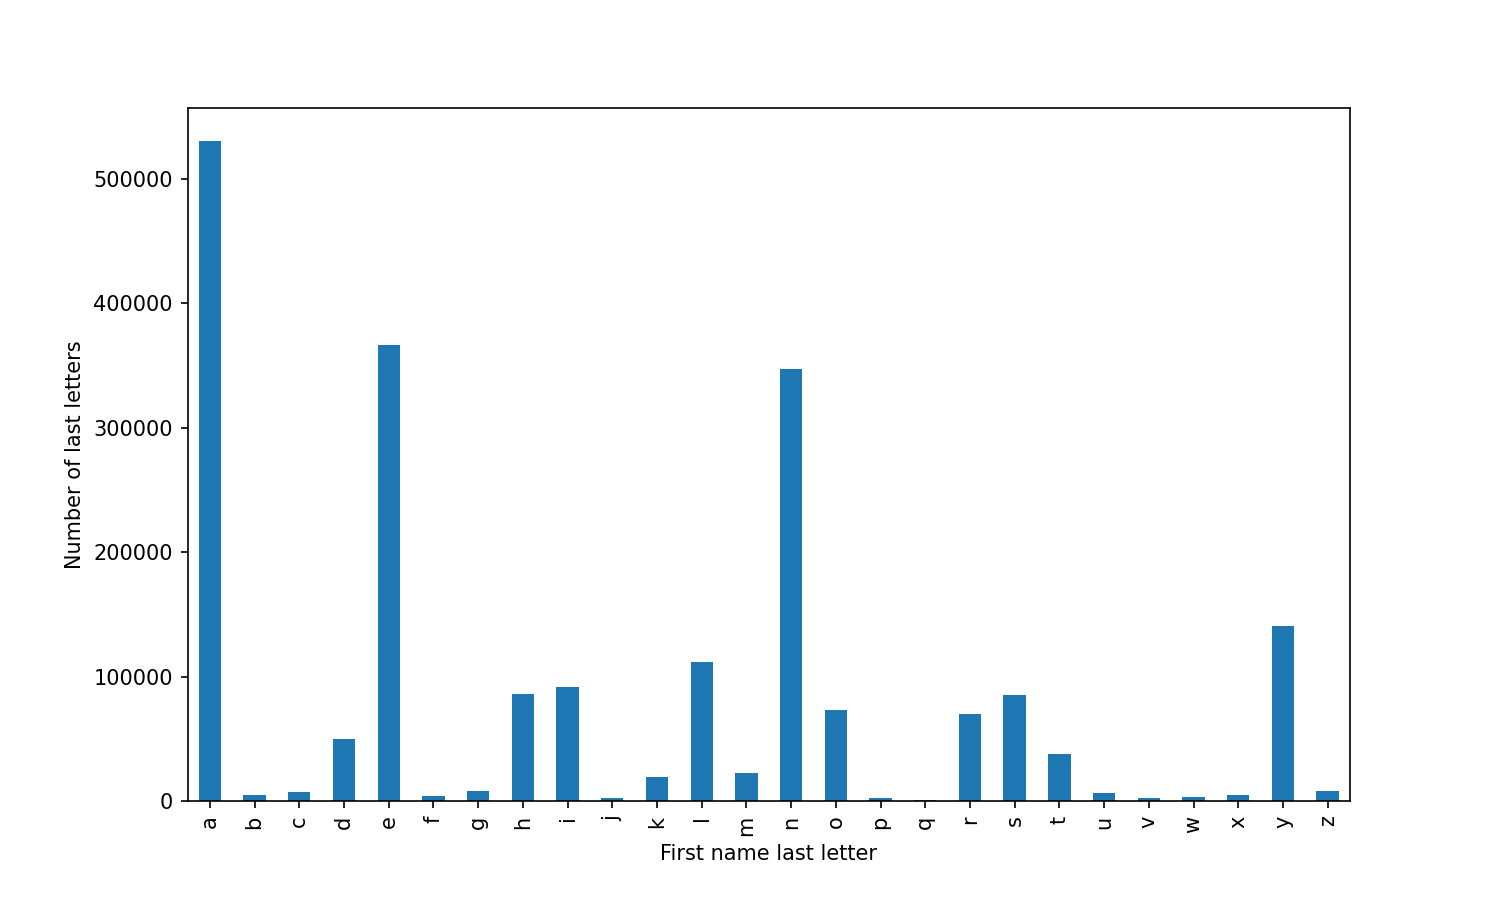 500000
400000
300000
200000
100000
0
Number of last letters
a b c d e f g h i j k l m n o p q r s t u v w x y z
First name last letter